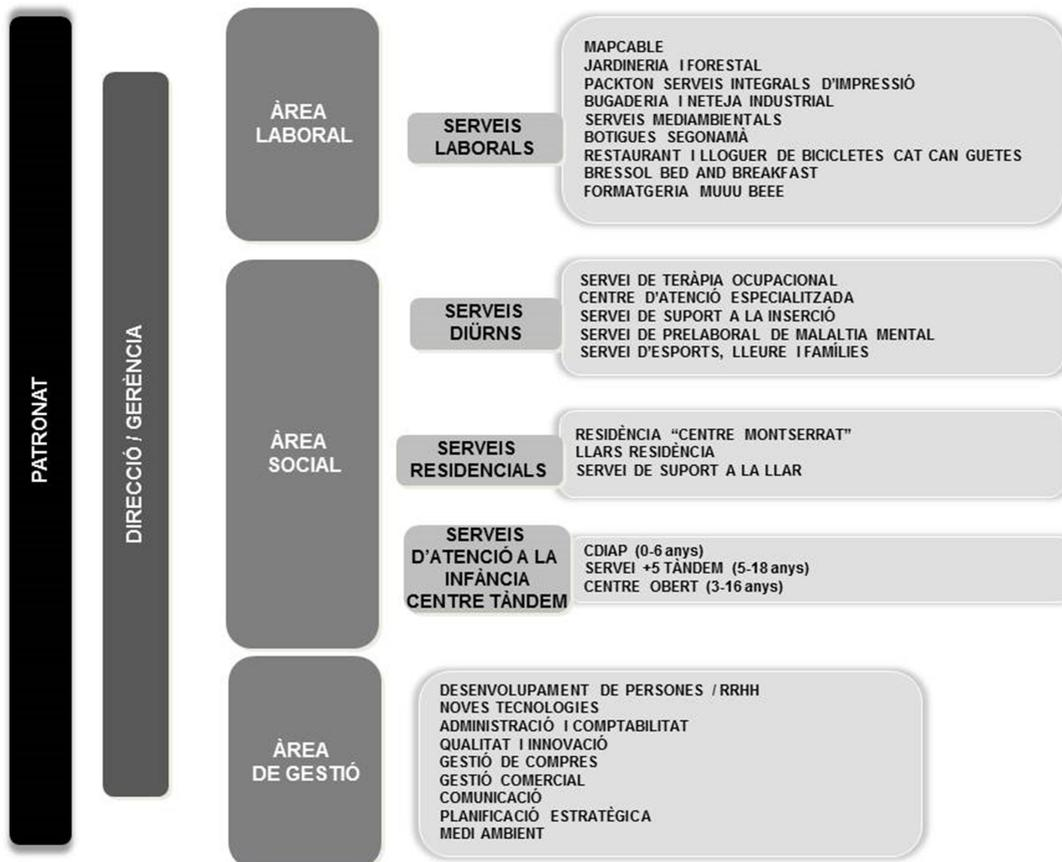 PATRONAT
DIRECCIÓ / GERÈNCIA
ÀREA
LABORAL
SERVEIS
LABORALS
MAPCABLE
JARDINERIA I FORESTAL
PACKTON SERVEIS INTEGRALS D'IMPRESSIÓ
BUGADERIA I NETEJA INDUSTRIAL
SERVEIS MEDIAMBIENTALS
BOTIGUES SEGONAMÀ
RESTAURANT I LLOGUER DE BICICLETES CAT CAN GUETES
BRESSOL BED AND BREAKFAST
FORMATGERIA MUUU BEEE
ÀREA
SOCIAL
SERVEIS
DIÜRNS
SERVEI DE TERÀPIA OCUPACIONAL
CENTRE D'ATENCIÓ ESPECIALITZADA
SERVEI DE SUPORT A LA INSERCIÓ
SERVEI DE PRELABORAL DE MALALTIA MENTAL
SERVEI D'ESPORTS, LLEURE I FAMÍLIES
SERVEIS
RESIDENCIALS
RESIDÈNCIA “CENTRE MONTSERRAT”
LLARS RESIDÈNCIA
SERVEI DE SUPORT A LA LLAR
SERVEIS
D'ATENCIÓ A LA
INFÀNCIA
CENTRE TÀNDEM
CDIAP (0-6 anys)
SERVEI +5 TÀNDEM (5-18 anys)
CENTRE OBERT (3-16 anys)
ÀREA
DE GESTIÓ
DESENVOLUPAMENT DE PERSONES / RRHH
NOVES TECNOLOGIES
ADMINISTRACIÓ I COMPTABILITAT
QUALITAT I INNOVACIÓ
GESTIÓ DE COMPRES
GESTIÓ COMERCIAL
COMUNICACIÓ
PLANIFICACIÓ ESTRATÈGICA
MEDI AMBIENT